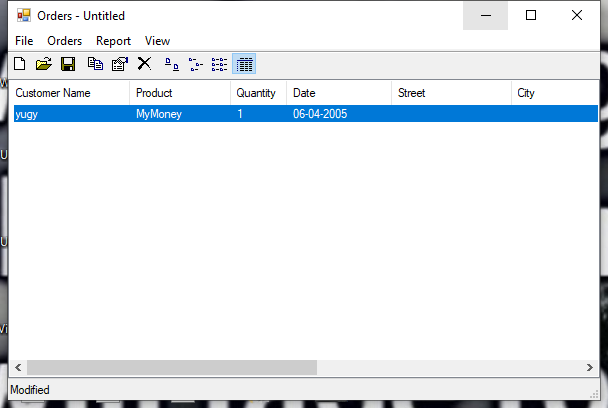 Orders - Untitled
File Orders Report View
Customer Name Product Quantity Date Street City
yugy MyMoney 1 06-04-2005
Modified